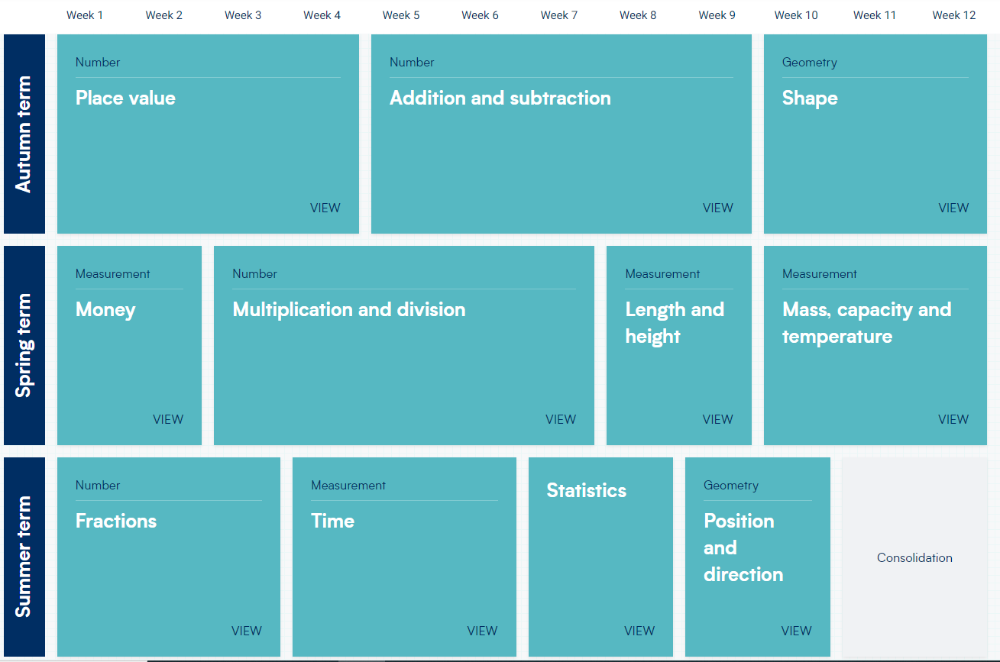 Week 1 Week 2 Week 3 Week 4 Week 5 Week 6 Week 7 Week 8 Week 9 Week 10 Week 11 Week 12
Autumn term
Number
Place value
VIEW
Number
Addition and subtraction
VIEW
Geometry
Shape
VIEW
Spring term
Measurement
Money
VIEW
Number
Multiplication and division
VIEW
Measurement
Length and
height
VIEW
Measurement
Mass, capacity and
temperature
VIEW
Summer term
Number
Fractions
VIEW
Measurement
Time
VIEW
Statistics
VIEW
Geometry
Position
and
direction
VIEW
Consolidation